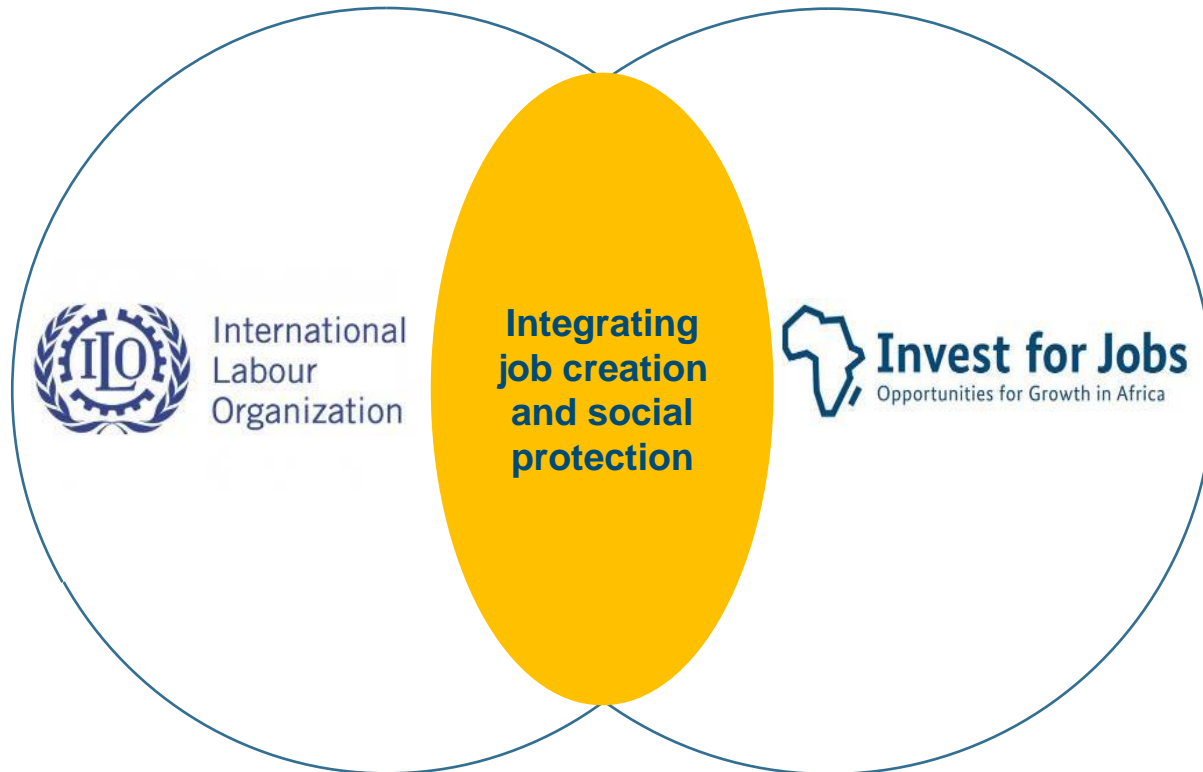 ILO
International
Labour
Organization
Integrating
job creation
and social
protection
Invest for Jobs
Opportunities for Growth in Africa